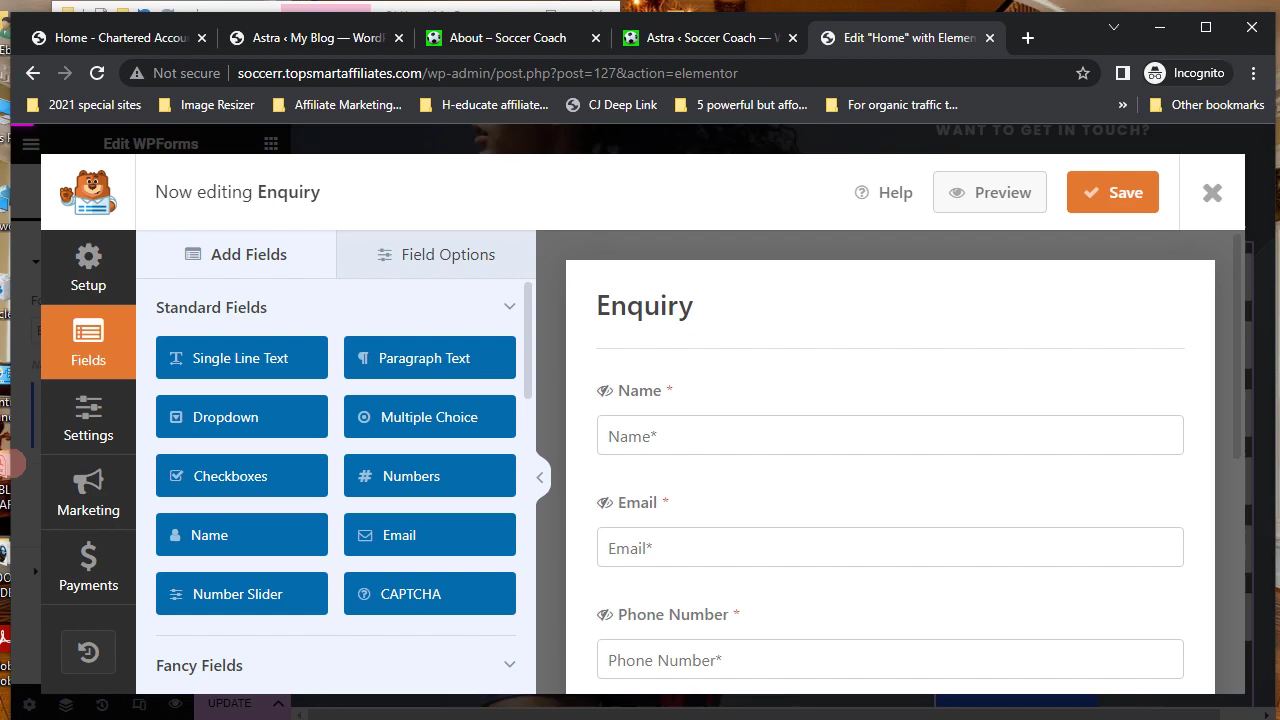 Home - Chartered Accou
Astra ‹ My Blog — WordP
About – Soccer Coach
Astra ‹ Soccer Coach — W
Edit "Home" with Elemen
Not secure
soccerr.topsmartaffiliates.com/wp-admin/post.php?post=127&action=elementor
Incognito
2021 special sites
Image Resizer
Affiliate Marketing...
H-educate affiliate...
CJ Deep Link
5 powerful but affo...
For organic traffic t...
»
Other bookmarks
Edit WPForms
WANT TO GET IN TOUCH?
Now editing Enquiry
Help
Preview
Save
Setup
Fields
Settings
Marketing
Payments
Add Fields
Field Options
Standard Fields
Single Line Text
Paragraph Text
Dropdown
Multiple Choice
Checkboxes
Numbers
Name
Email
Number Slider
CAPTCHA
Fancy Fields
Enquiry
Name *
Name*
Email *
Email*
Phone Number *
Phone Number*
UPDATE